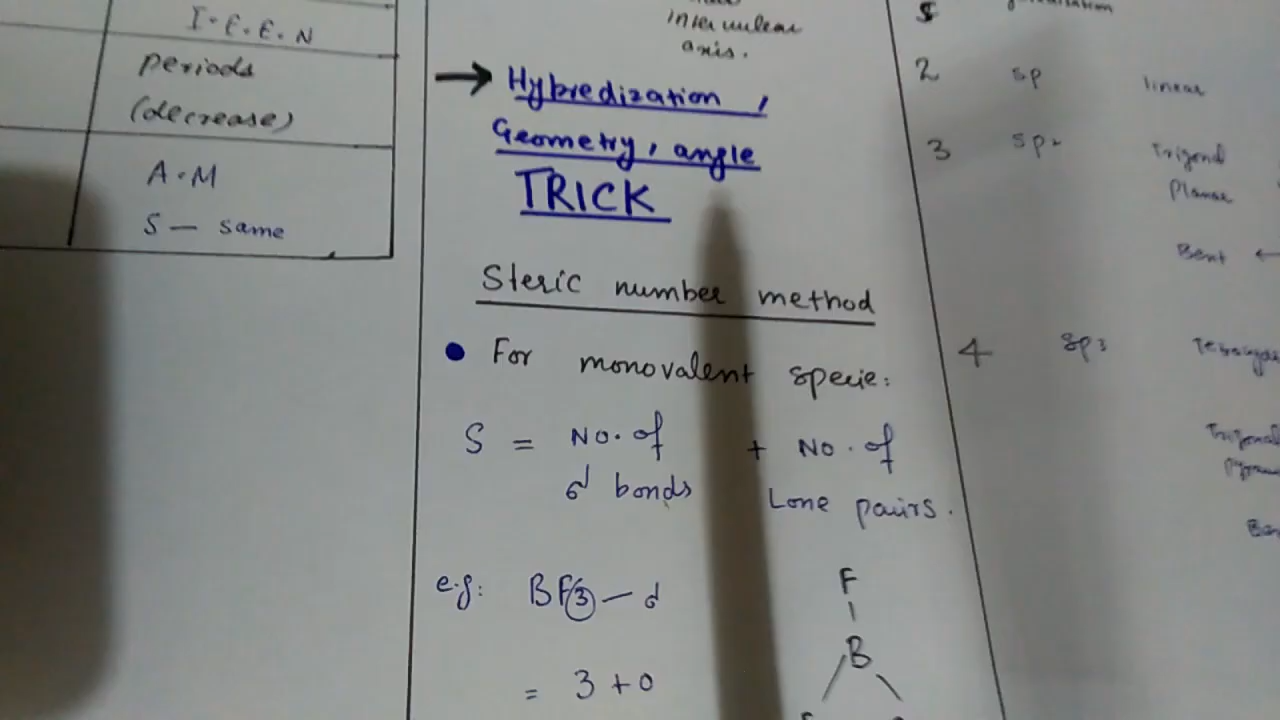 I.E.E.N
periods
(decrease)
A.M
S — same
axis.
→ Hybredization,
Geometry, angle
TRICK
Steric number method
• For monovalent specie:
S = No. of + No. of
σ bonds Lone pairs.
e.g: BF3 — σ
= 3 + 0
F
B
S
2 sp linear
3 sp2 Trigonal
Planar
Bent ←
4 sp3
Trigonal